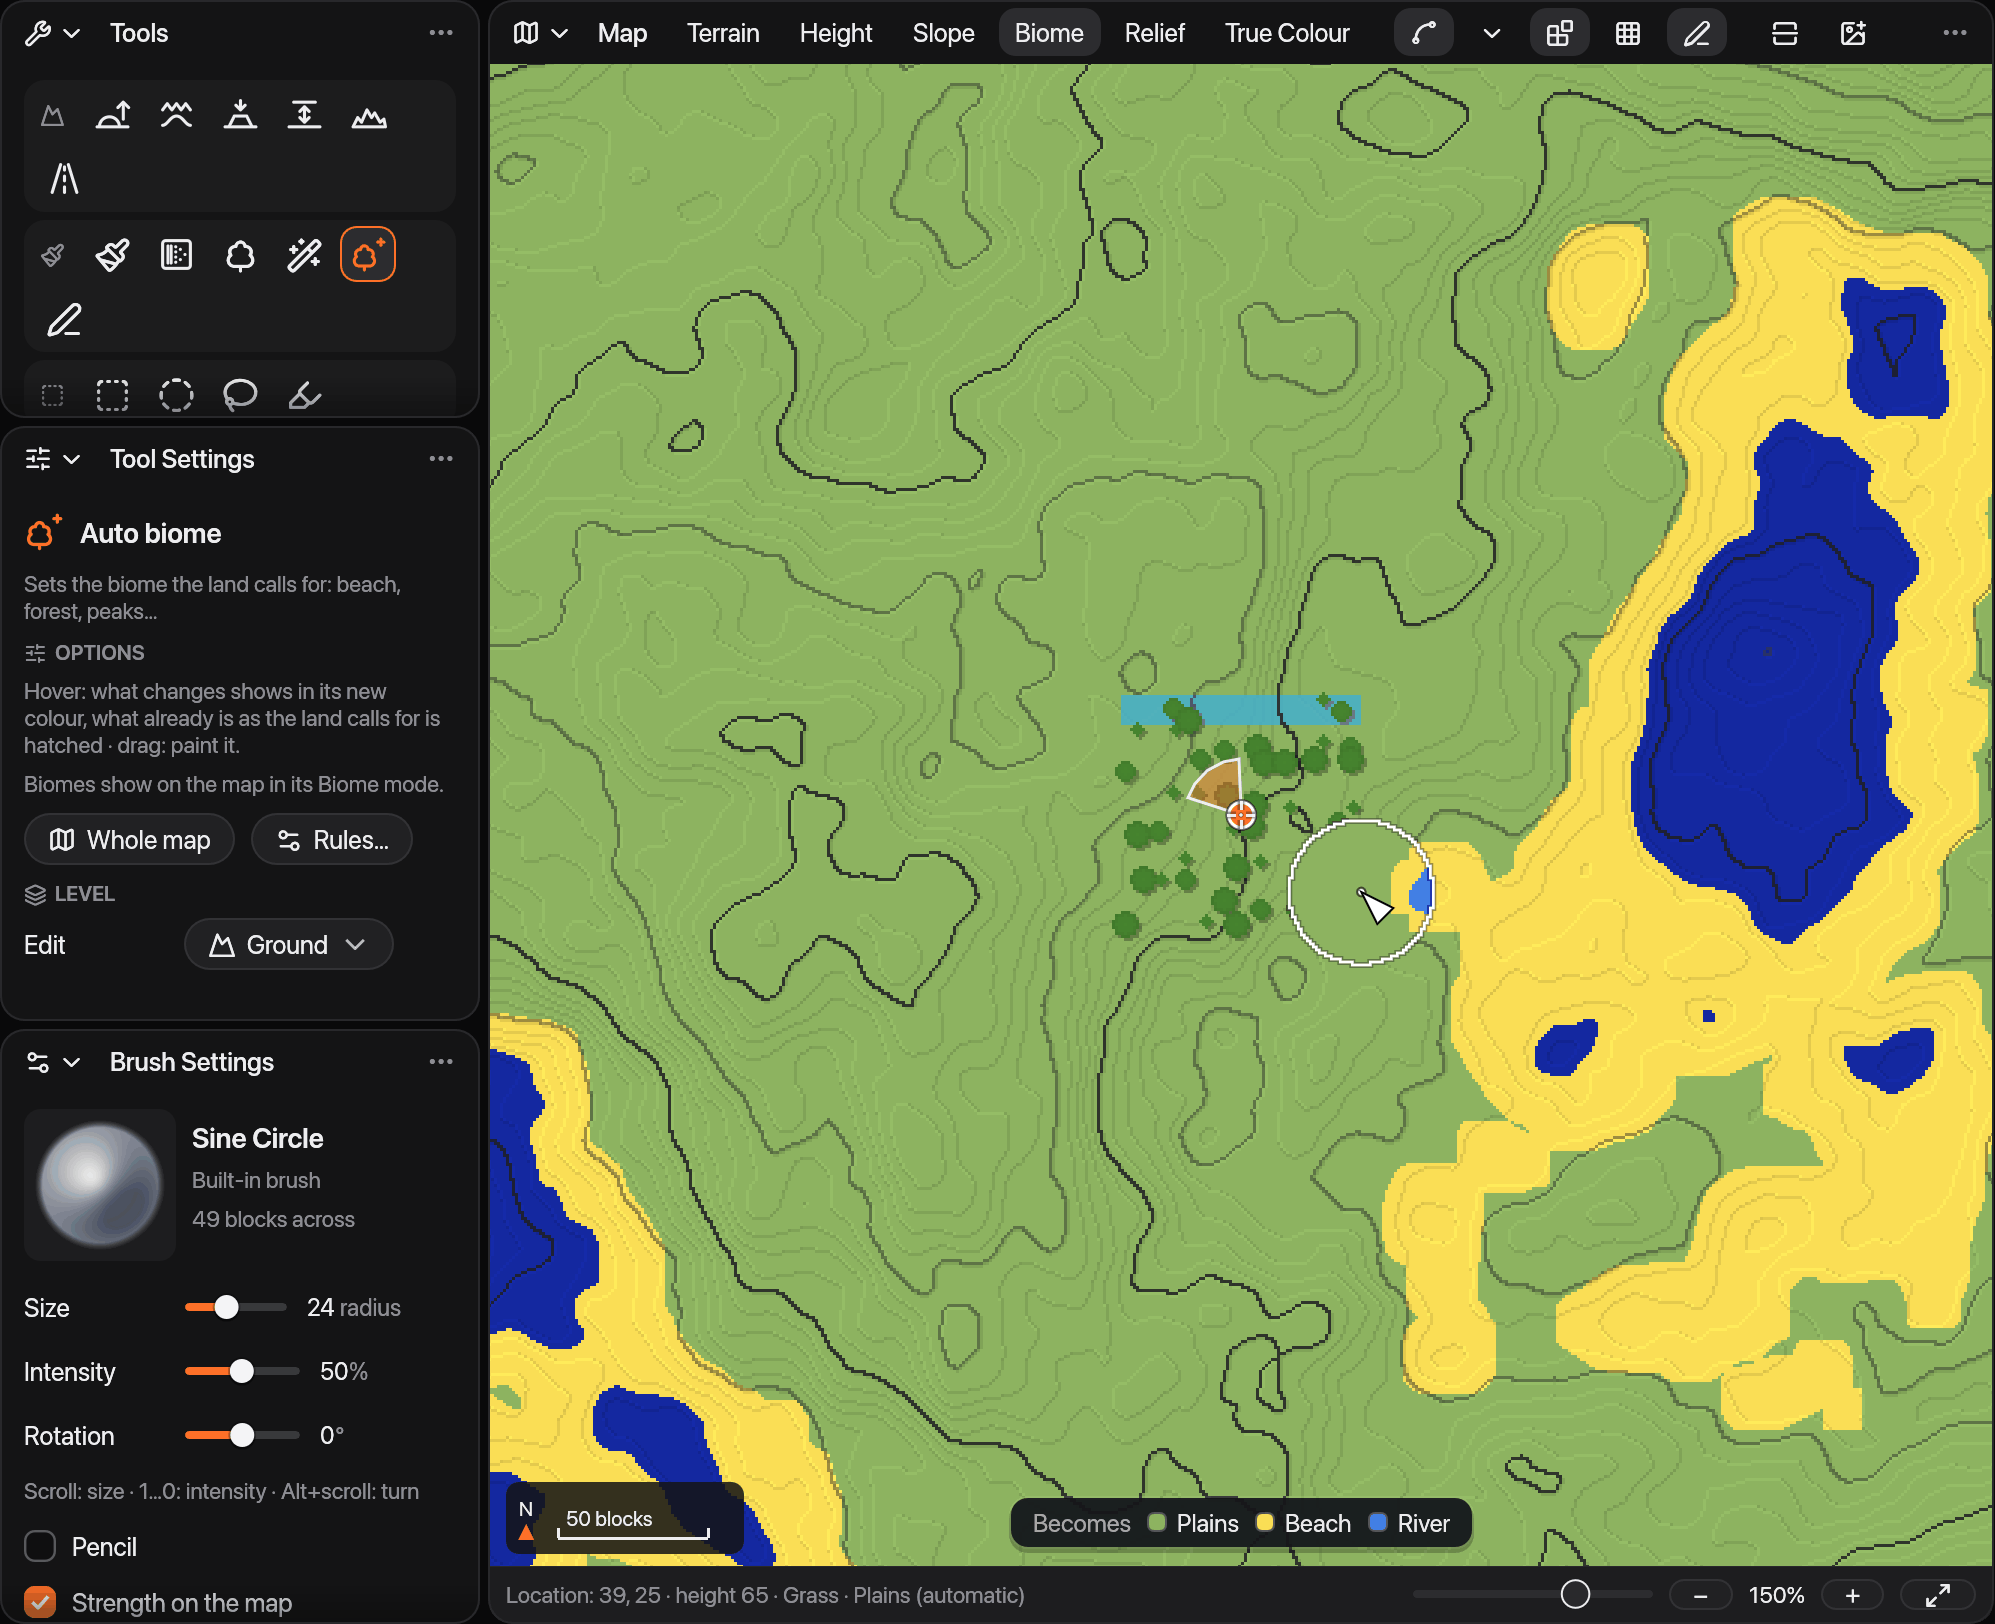 Tools
Map
Terrain
Height
Slope
Biome
Relief
True Colour
Tool Settings
Auto biome
Sets the biome the land calls for: beach,
forest, peaks...
OPTIONS
Hover: what changes shows in its new
colour, what already is as the land calls for is
hatched · drag: paint it.
Biomes show on the map in its Biome mode.
Whole map
Rules...
LEVEL
Edit
Ground
Brush Settings
Sine Circle
Built-in brush
49 blocks across
Size
24 radius
Intensity
50%
Rotation
0°
Scroll: size · 1...0: intensity · Alt+scroll: turn
Pencil
Strength on the map
N
50 blocks
Becomes
Plains
Beach
River
Location: 39, 25 · height 65 · Grass · Plains (automatic)
150%